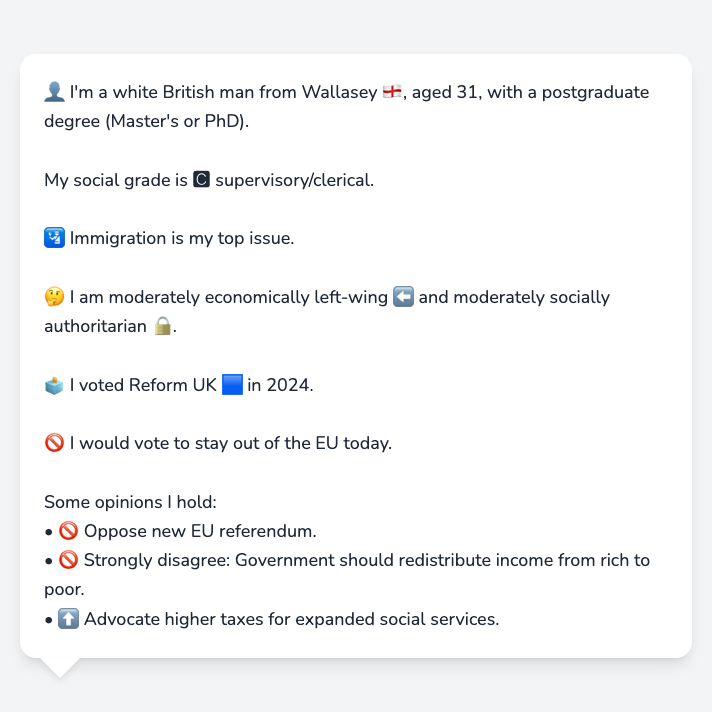 👤 I'm a white British man from Wallasey 🏴󠁧󠁢󠁥󠁮󠁧󠁿, aged 31, with a postgraduate
degree (Master's or PhD).
My social grade is 🅲 supervisory/clerical.
🛂 Immigration is my top issue.
🤔 I am moderately economically left-wing ⬅️ and moderately socially
authoritarian 🔒.
🗳️ I voted Reform UK 🟦 in 2024.
🚫 I would vote to stay out of the EU today.
Some opinions I hold:
• 🚫 Oppose new EU referendum.
• 🚫 Strongly disagree: Government should redistribute income from rich to
poor.
• ⬆️ Advocate higher taxes for expanded social services.